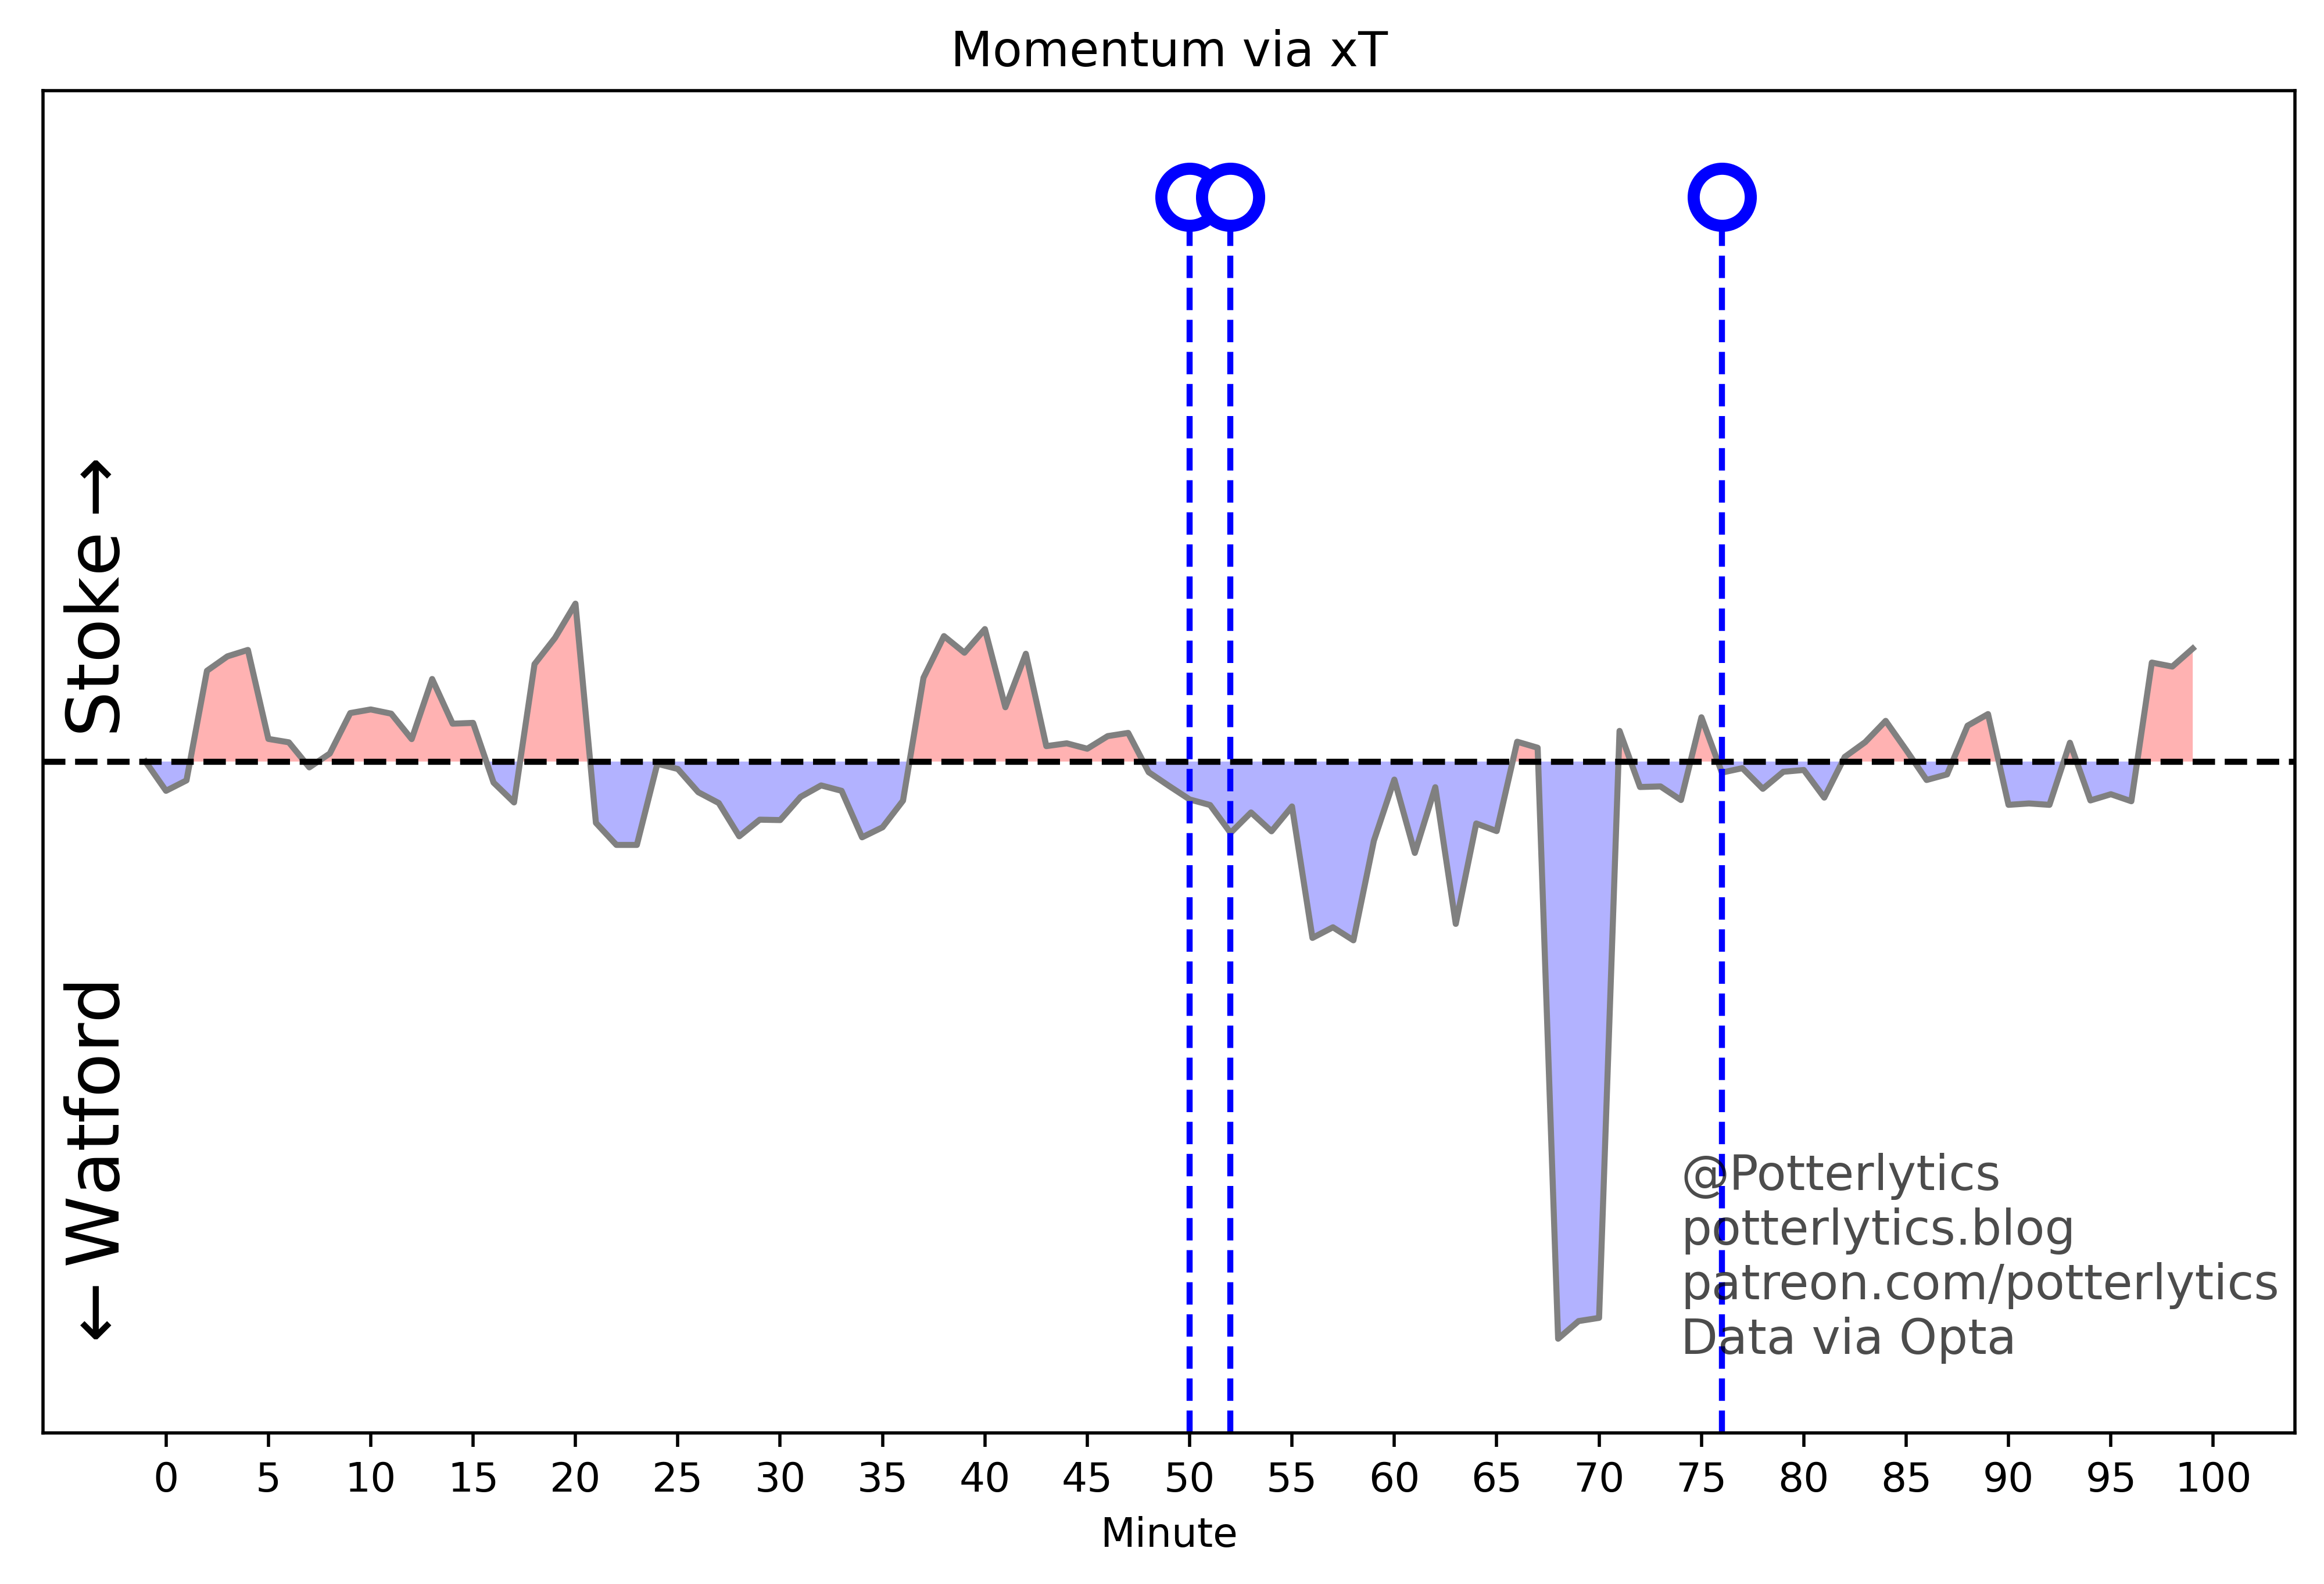 Momentum via xT
Stoke →
← Watford
@Potterlytics
potterlytics.blog
patreon.com/potterlytics
Data via Opta
0 5 10 15 20 25 30 35 40 45 50 55 60 65 70 75 80 85 90 95 100
Minute